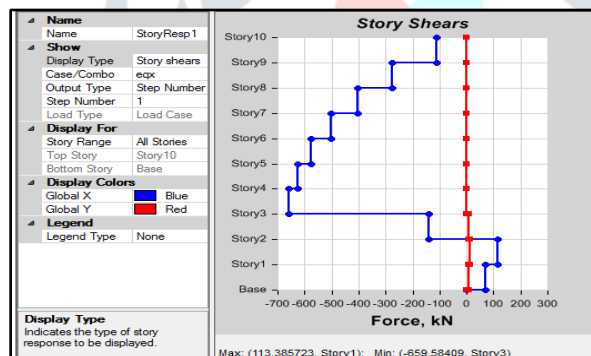 Name
Name StoryResp1
Show
Display Type Story shears
Case/Combo eqx
Output Type Step Number
Step Number 1
Load Type Load Case
Display For
Story Range All Stories
Top Story Story10
Bottom Story Base
Display Colors
Global X Blue
Global Y Red
Legend
Legend Type None
Display Type
Indicates the type of story
response to be displayed.
Story Shears
Story10
Story9
Story8
Story7
Story6
Story5
Story4
Story3
Story2
Story1
Base
-700 -600 -500 -400 -300 -200 -100 0 100 200 300
Force, kN
Max: (113.385723, Story1); Min: (-659.58409, Story3)